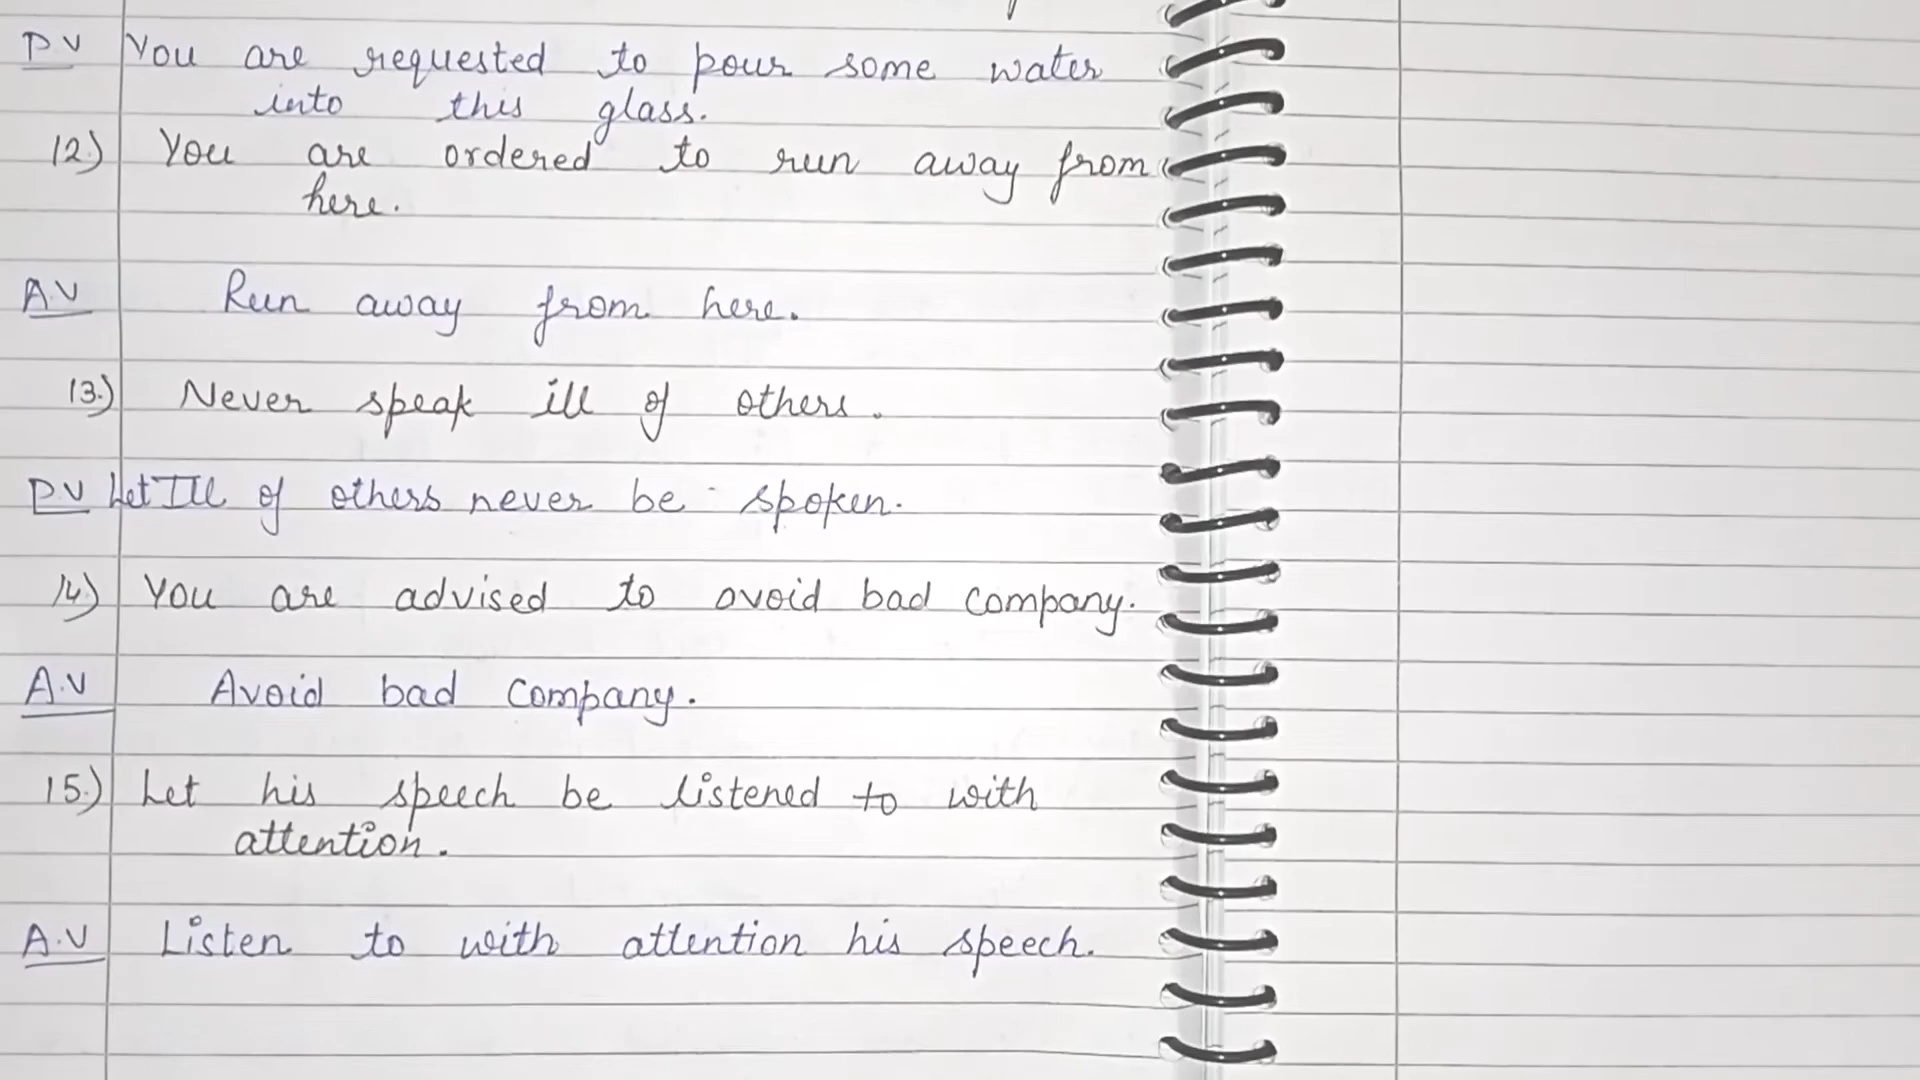 P.V You are requested to pour some water
into this glass.
12.) You are ordered to run away from
here.
A.V Run away from here.
13.) Never speak ill of others.
P.V Let Ill of others never be spoken.
14.) You are advised to avoid bad company.
A.V Avoid bad company.
15.) Let his speech be listened to with
attention.
A.V Listen to with attention his speech.